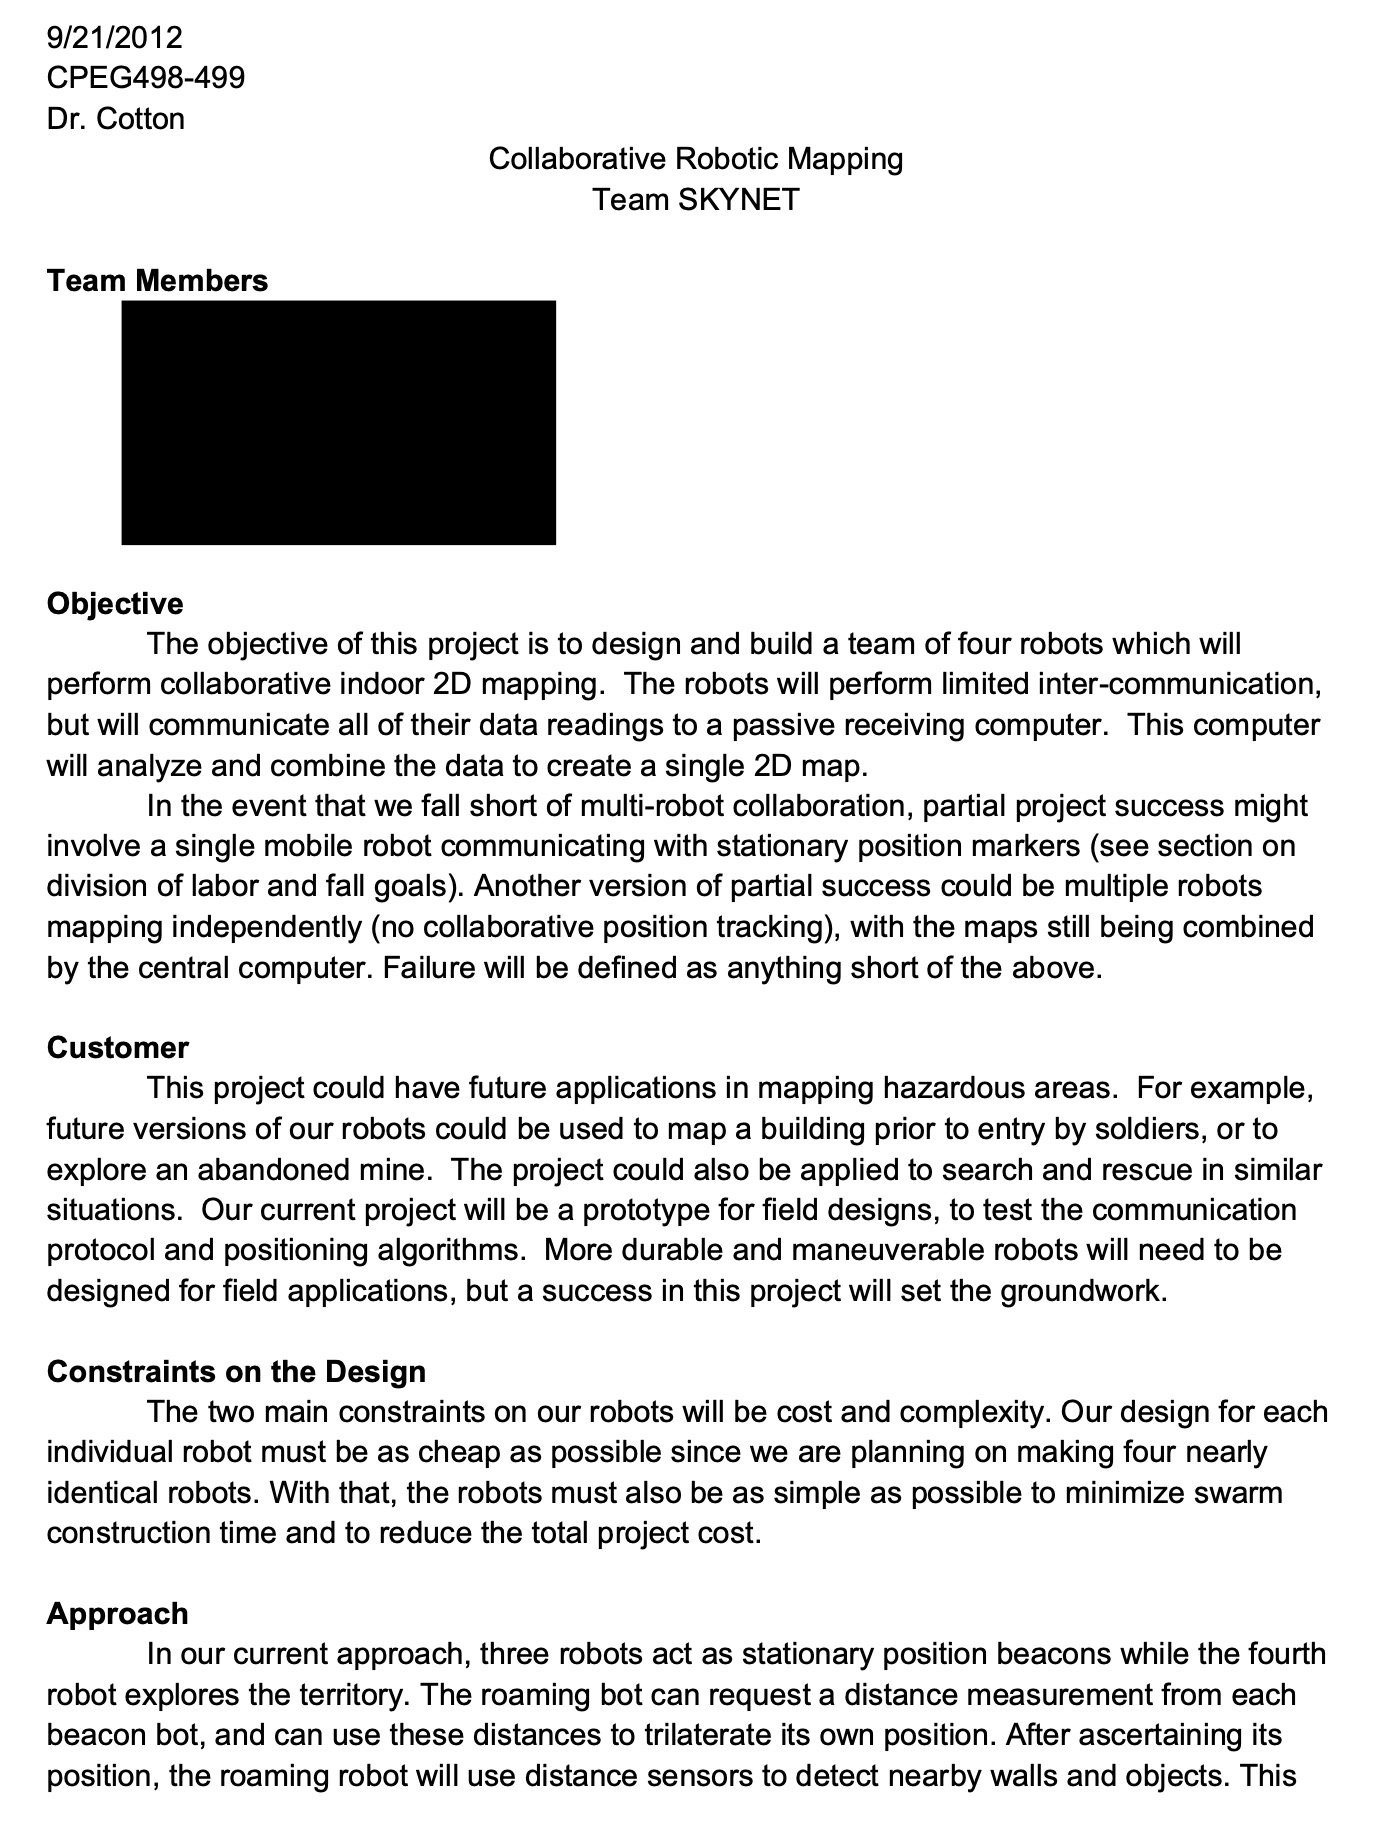 9/21/2012
CPEG498-499
Dr. Cotton
Collaborative Robotic Mapping
Team SKYNET
Team Members
Objective
The objective of this project is to design and build a team of four robots which will
perform collaborative indoor 2D mapping.  The robots will perform limited inter-communication,
but will communicate all of their data readings to a passive receiving computer.  This computer
will analyze and combine the data to create a single 2D map.
In the event that we fall short of multi-robot collaboration, partial project success might
involve a single mobile robot communicating with stationary position markers (see section on
division of labor and fall goals). Another version of partial success could be multiple robots
mapping independently (no collaborative position tracking), with the maps still being combined
by the central computer. Failure will be defined as anything short of the above.
Customer
This project could have future applications in mapping hazardous areas.  For example,
future versions of our robots could be used to map a building prior to entry by soldiers, or to
explore an abandoned mine.  The project could also be applied to search and rescue in similar
situations.  Our current project will be a prototype for field designs, to test the communication
protocol and positioning algorithms.  More durable and maneuverable robots will need to be
designed for field applications, but a success in this project will set the groundwork.
Constraints on the Design
The two main constraints on our robots will be cost and complexity. Our design for each
individual robot must be as cheap as possible since we are planning on making four nearly
identical robots. With that, the robots must also be as simple as possible to minimize swarm
construction time and to reduce the total project cost.
Approach
In our current approach, three robots act as stationary position beacons while the fourth
robot explores the territory. The roaming bot can request a distance measurement from each
beacon bot, and can use these distances to trilaterate its own position. After ascertaining its
position, the roaming robot will use distance sensors to detect nearby walls and objects. This